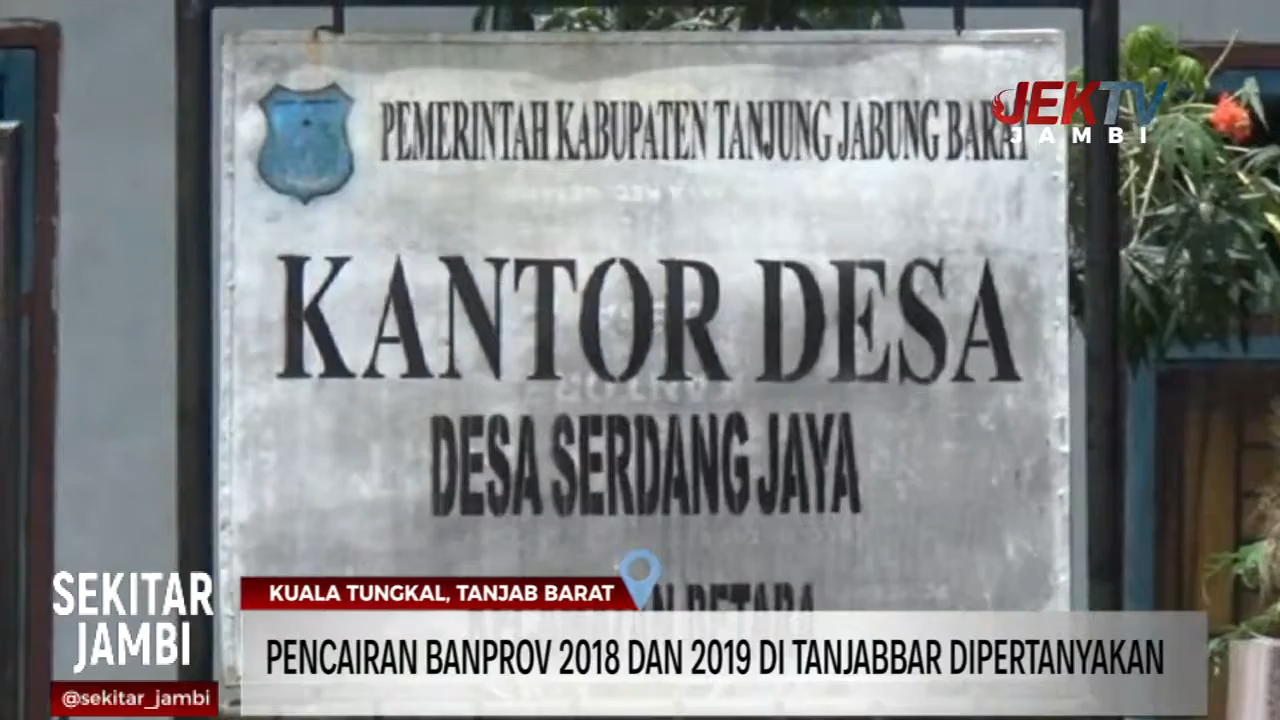 PEMERINTAH KABUPATEN TANJUNG JABUNG BARAT
JEKTV
JAMBI
KANTOR DESA
DESA SERDANG JAYA
BETARA
KUALA TUNGKAL, TANJAB BARAT
SEKITAR
JAMBI
@sekitar_jambi
PENCAIRAN BANPROV 2018 DAN 2019 DI TANJABBAR DIPERTANYAKAN